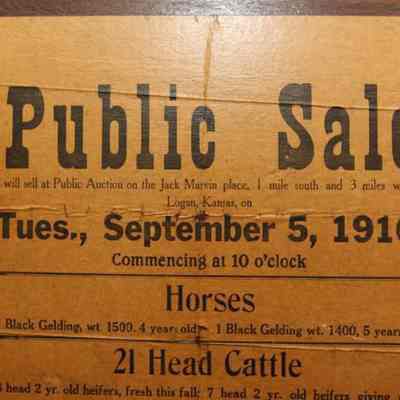 Public Sale
will sell at Public Auction on the Jack Marvin place, 1 mile south and 3 miles w
Logan, Kansas, on
Tues., September 5, 1916
Commencing at 10 o'clock
Horses
Black Gelding, wt 1500. 4 year old - 1 Black Gelding wt. 1400, 5 years
21 Head Cattle
head 2 yr. old heifers, fresh this fall; 7 head 2 yr. old heifers giving